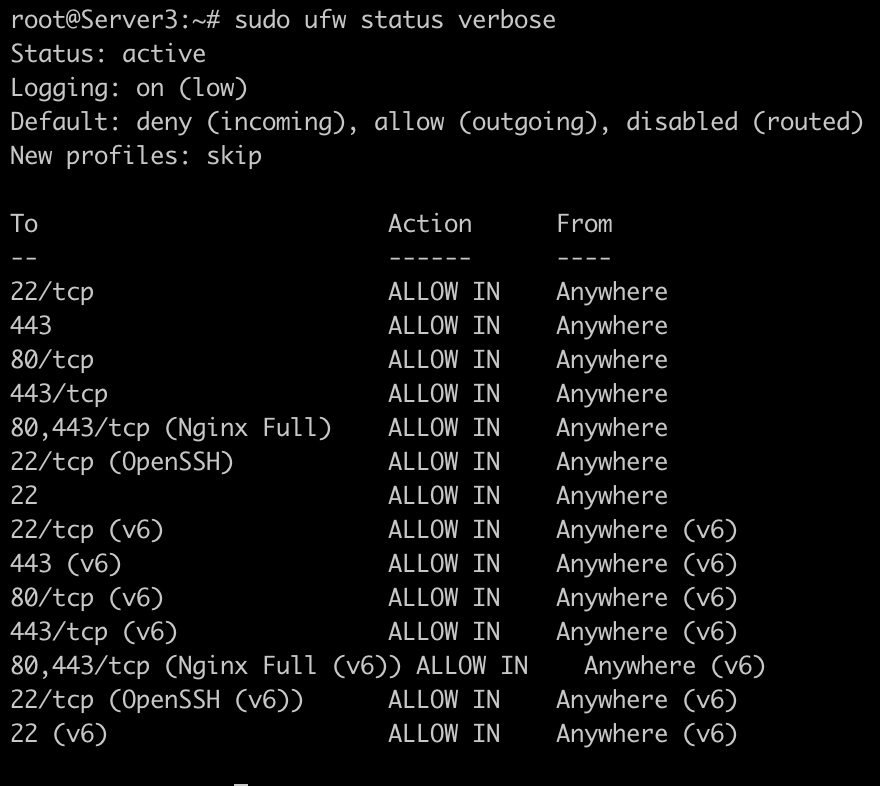 root@Server3:~# sudo ufw status verbose
Status: active
Logging: on (low)
Default: deny (incoming), allow (outgoing), disabled (routed)
New profiles: skip

To                         Action      From
--                         ------      ----
22/tcp                     ALLOW IN    Anywhere
443                        ALLOW IN    Anywhere
80/tcp                     ALLOW IN    Anywhere
443/tcp                    ALLOW IN    Anywhere
80,443/tcp (Nginx Full)    ALLOW IN    Anywhere
22/tcp (OpenSSH)           ALLOW IN    Anywhere
22                         ALLOW IN    Anywhere
22/tcp (v6)                ALLOW IN    Anywhere (v6)
443 (v6)                   ALLOW IN    Anywhere (v6)
80/tcp (v6)                ALLOW IN    Anywhere (v6)
443/tcp (v6)               ALLOW IN    Anywhere (v6)
80,443/tcp (Nginx Full (v6)) ALLOW IN    Anywhere (v6)
22/tcp (OpenSSH (v6))      ALLOW IN    Anywhere (v6)
22 (v6)                    ALLOW IN    Anywhere (v6)